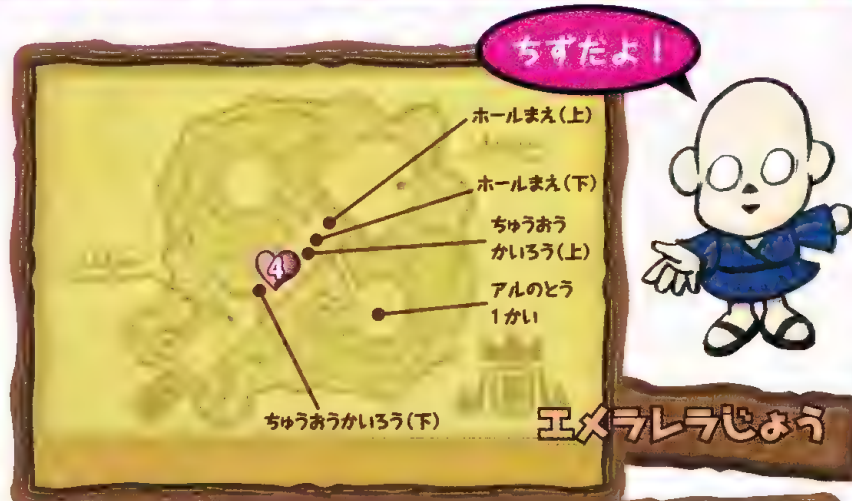 ちずだよ！
ホールまえ(上)
ホールまえ(下)
ちゅうおう
かいろう(上)
アルのとう
1かい
4
ちゅうおうかいろう(下)
エメラレラじょう